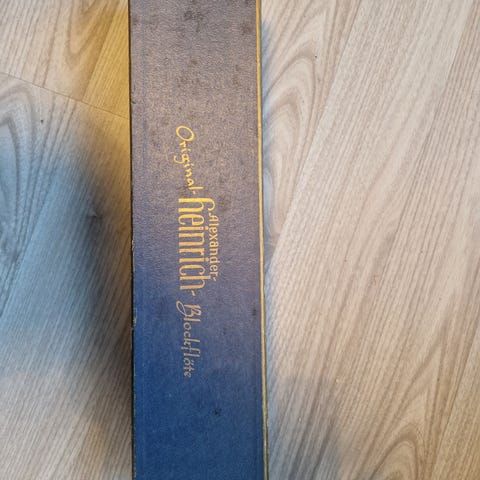 Original-
Alexander-
Heinrich-
Blockflöte